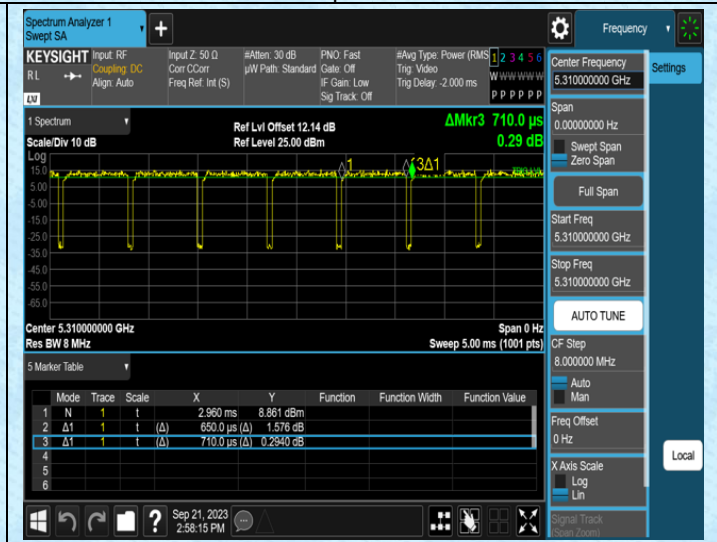 Spectrum Analyzer 1
Swept SA
Frequency
KEYSIGHT
RL
LXI
Input: RF
Coupling: DC
Align: Auto
Input Z: 50 Ω
Corr CCorr
Freq Ref: Int (S)
#Atten: 30 dB
µW Path: Standard
PNO: Fast
Gate: Off
IF Gain: Low
Sig Track: Off
#Avg Type: Power (RMS
Trig: Video
Trig Delay: -2.000 ms
1 2 3 4 5 6
W W W W W W
P P P P P P
1 Spectrum
Scale/Div 10 dB
Ref Lvl Offset 12.14 dB
Ref Level 25.00 dBm
ΔMkr3 710.0 µs
0.29 dB
Log
15.0
5.00
-5.00
-15.0
-25.0
-35.0
-45.0
-55.0
-65.0
1
3Δ1
Center 5.310000000 GHz
Res BW 8 MHz
Span 0 Hz
Sweep 5.00 ms (1001 pts)
5 Marker Table
Mode Trace Scale X Y Function Function Width Function Value
1 N 1 t 2.960 ms 8.861 dBm
2 Δ1 1 t (Δ) 650.0 µs (Δ) 1.576 dB
3 Δ1 1 t (Δ) 710.0 µs (Δ) 0.2940 dB
4
5
6
Sep 21, 2023
2:58:15 PM
Center Frequency
5.310000000 GHz
Span
0.00000000 Hz
Swept Span
Zero Span
Full Span
Start Freq
5.310000000 GHz
Stop Freq
5.310000000 GHz
AUTO TUNE
CF Step
8.000000 MHz
Auto
Man
Freq Offset
0 Hz
X Axis Scale
Log
Lin
Signal Track
(Span Zoom)
Settings
Local